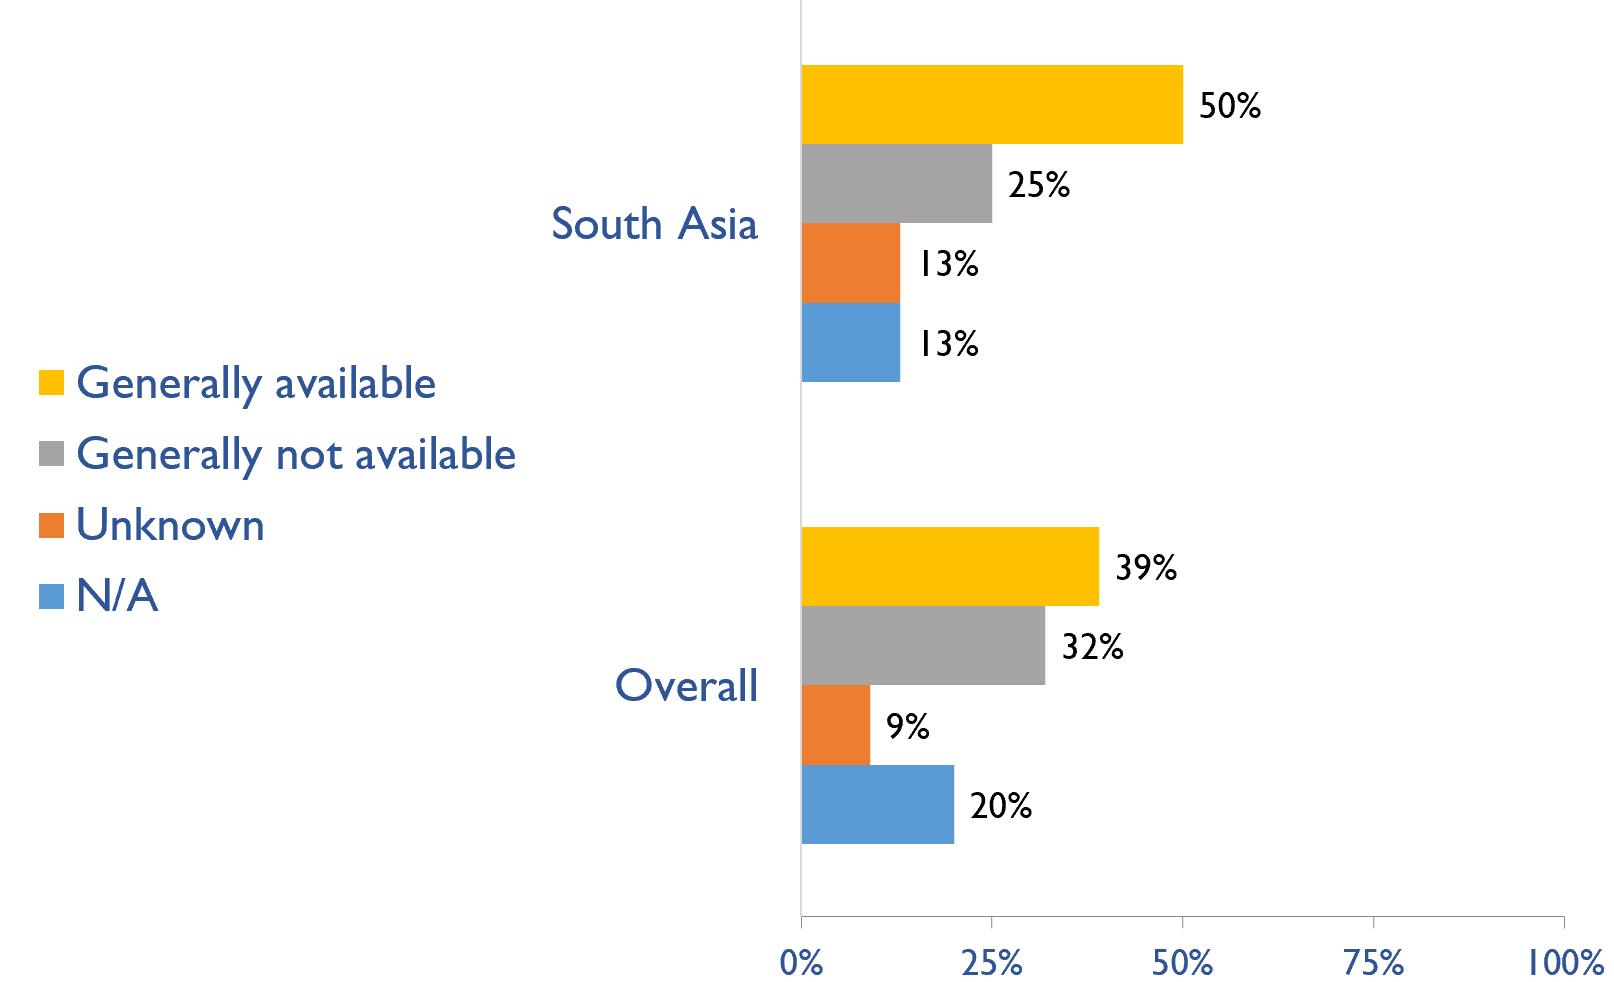 South Asia
50%
25%
13%
13%
Generally available
Generally not available
Unknown
N/A
Overall
39%
32%
9%
20%
0% 25% 50% 75% 100%